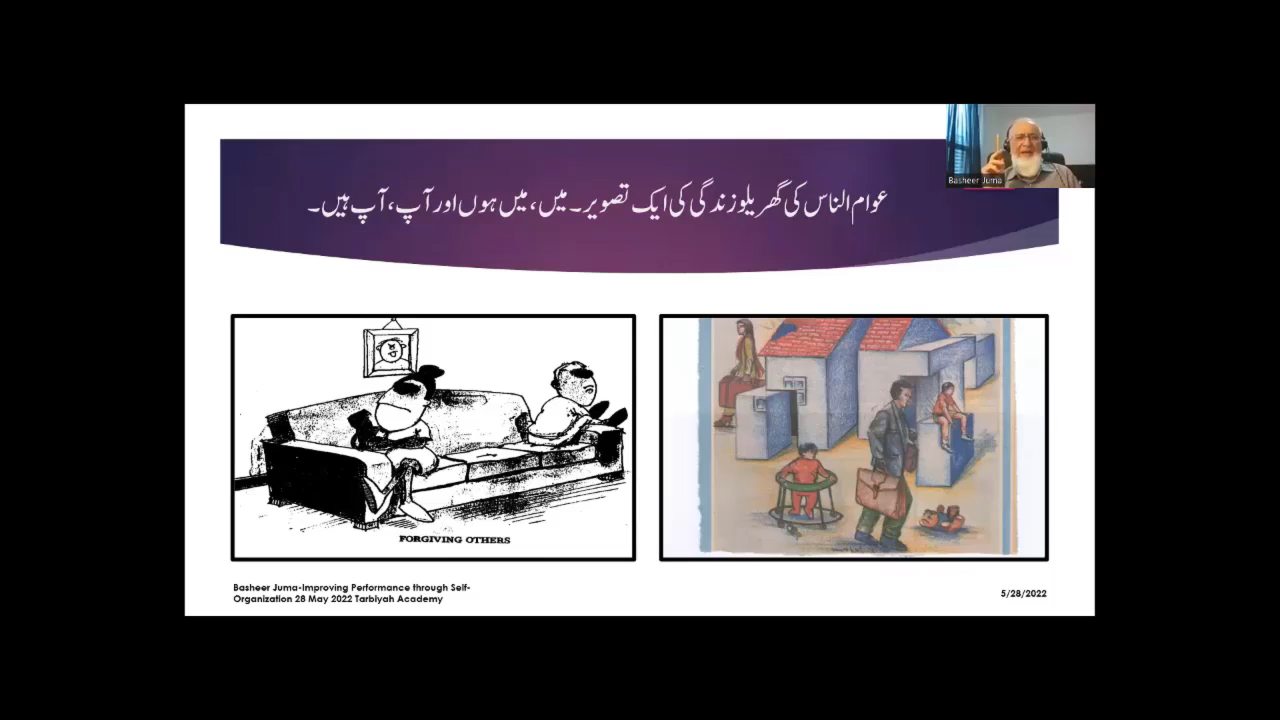 عوام الناس کی گھریلو زندگی کی ایک تصویر۔ میں، میں ہوں اور آپ، آپ ہیں۔
Basheer Juma
FORGIVING OTHERS
Basheer Juma-Improving Performance through Self-
Organization 28 May 2022 Tarbiyah Academy
5/28/2022